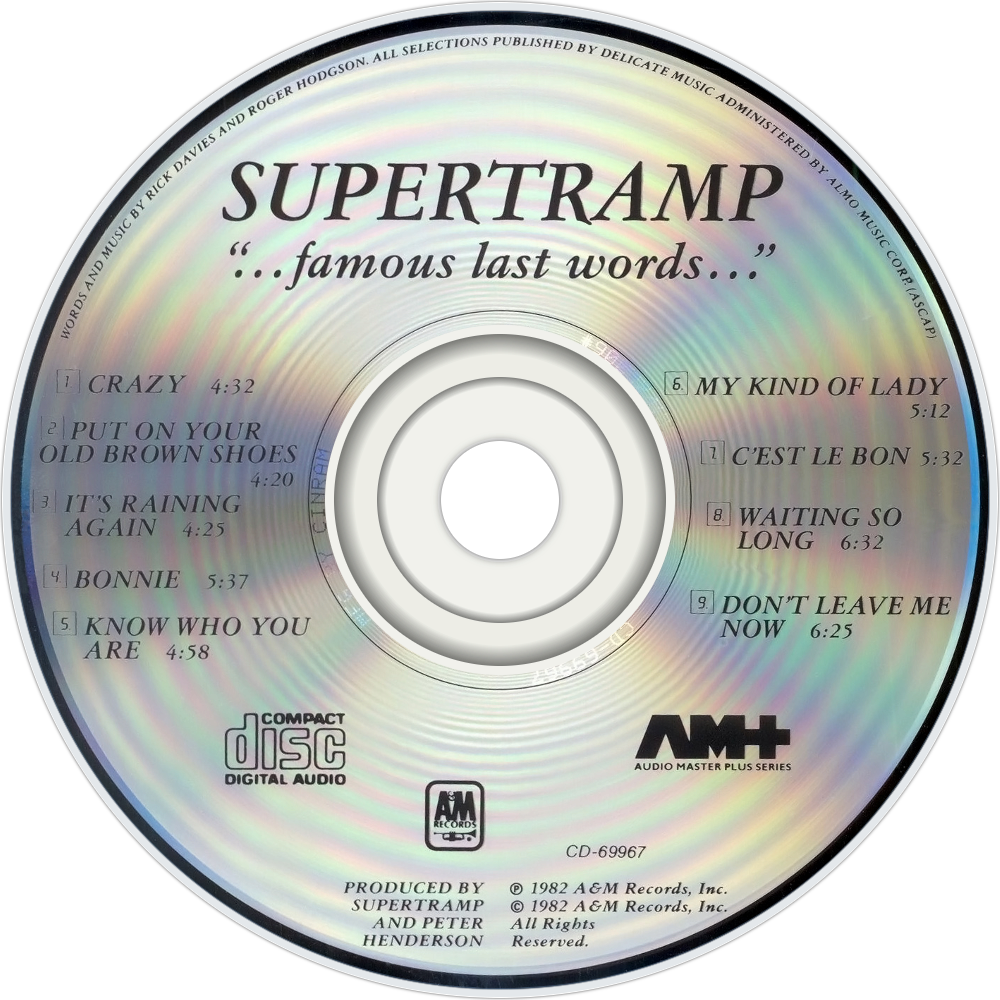 WORDS AND MUSIC BY RICK DAVIES AND ROGER HODGSON. ALL SELECTIONS PUBLISHED BY DELICATE MUSIC ADMINISTERED BY ALMO MUSIC CORP. (ASCAP)
SUPERTRAMP
“...famous last words...”
1 CRAZY 4:32
2 PUT ON YOUR
OLD BROWN SHOES
4:20
3. IT'S RAINING
AGAIN 4:25
4. BONNIE 5:37
5. KNOW WHO YOU
ARE 4:58
6. MY KIND OF LADY
5:12
7. C'EST LE BON 5:32
8. WAITING SO
LONG 6:32
9. DON'T LEAVE ME
NOW 6:25
CINRAM
COMPACT
disc
DIGITAL AUDIO
AM+
AUDIO MASTER PLUS SERIES
A&M
RECORDS
CD-69967
PRODUCED BY
SUPERTRAMP
AND PETER
HENDERSON
℗ 1982 A&M Records, Inc.
© 1982 A&M Records, Inc.
All Rights
Reserved.